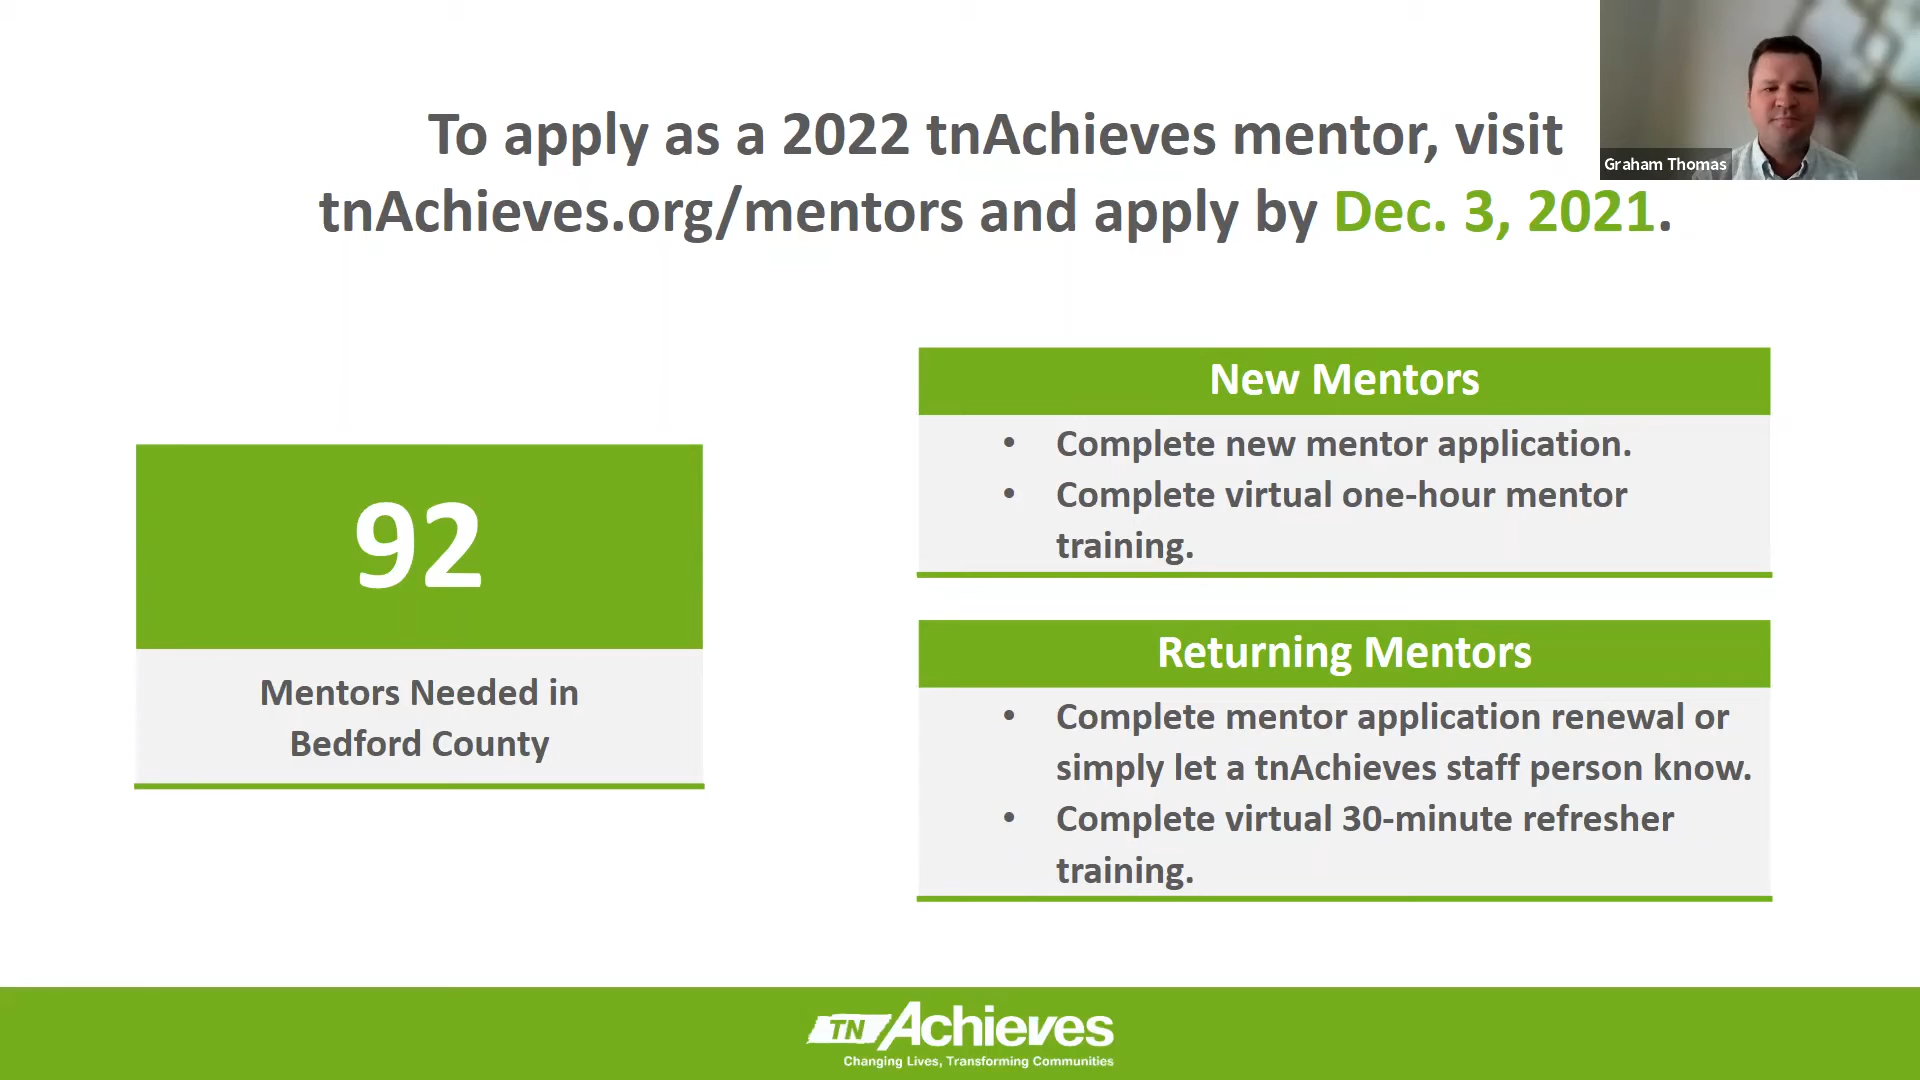 To apply as a 2022 tnAchieves mentor, visit
tnAchieves.org/mentors and apply by Dec. 3, 2021.
Graham Thomas
92
Mentors Needed in
Bedford County
New Mentors
• Complete new mentor application.
• Complete virtual one-hour mentor
training.
Returning Mentors
• Complete mentor application renewal or
simply let a tnAchieves staff person know.
• Complete virtual 30-minute refresher
training.
TN Achieves
Changing Lives, Transforming Communities